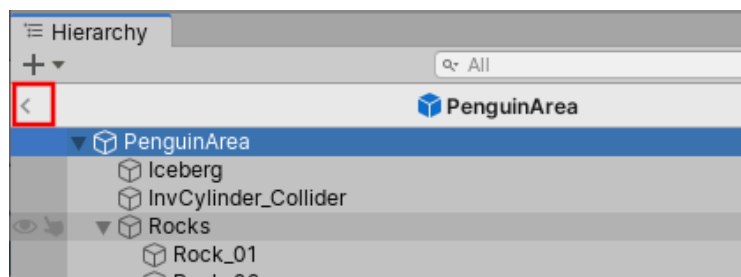 Hierarchy
All
PenguinArea
PenguinArea
Iceberg
InvCylinder_Collider
Rocks
Rock_01